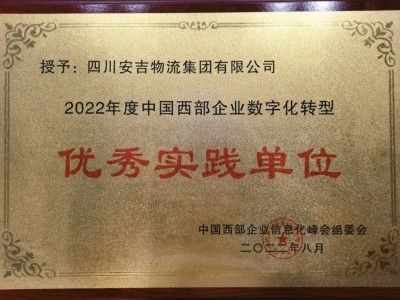 授予：四川安吉物流集团有限公司
2022年度中国西部企业数字化转型
优秀实践单位
中国西部企业信息化峰会组委会
二〇二二年八月